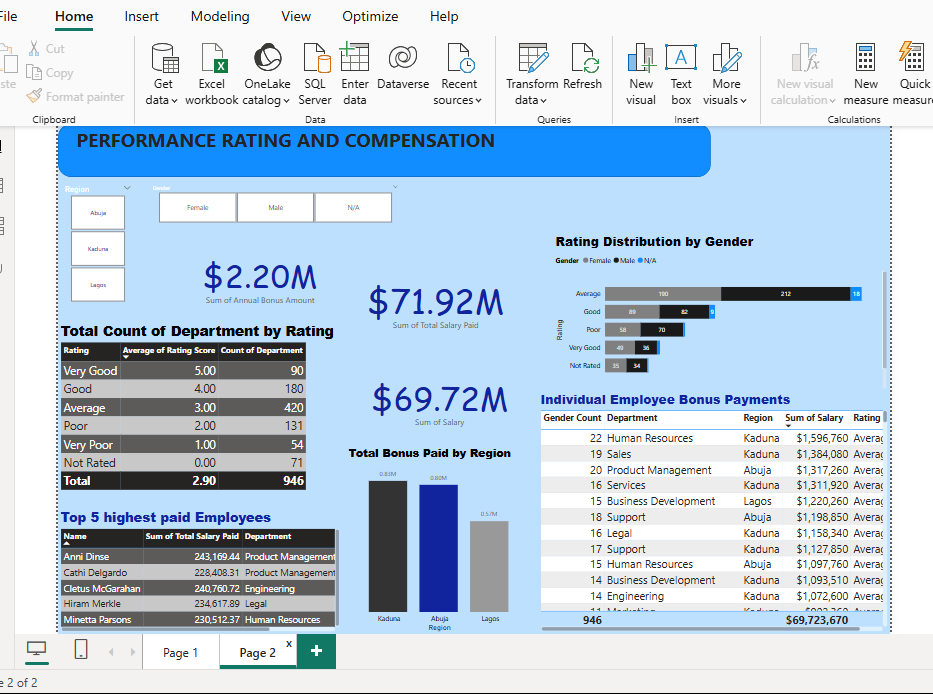 File Home Insert Modeling View Optimize Help
Cut
Copy
Format painter
Clipboard
Get data
Excel workbook
OneLake catalog
SQL Server
Enter data
Dataverse
Recent sources
Data
Transform data
Refresh
Queries
New visual
Text box
More visuals
Insert
New visual calculation
New measure
Quick measure
Calculations
PERFORMANCE RATING AND COMPENSATION
Region
Abuja
Kaduna
Lagos
Gender
Female Male N/A
$2.20M
Sum of Annual Bonus Amount
$71.92M
Sum of Total Salary Paid
$69.72M
Sum of Salary
Rating Distribution by Gender
Gender Female Male N/A
Rating
Average 190 212 18
Good 89 82 9
Poor 58 70
Very Good 49 36
Not Rated 35 34
Total Count of Department by Rating
Rating Average of Rating Score Count of Department
Very Good 5.00 90
Good 4.00 180
Average 3.00 420
Poor 2.00 131
Very Poor 1.00 54
Not Rated 0.00 71
Total 2.90 946
Top 5 highest paid Employees
Name Sum of Total Salary Paid Department
Anni Dinse 243,169.44 Product Management
Cathi Delgardo 228,408.31 Product Management
Cletus McGarahan 240,760.72 Engineering
Hiram Merkle 234,617.89 Legal
Minetta Parsons 230,512.37 Human Resources
Total Bonus Paid by Region
0.83M 0.80M 0.57M
Kaduna Abuja Lagos
Region
Individual Employee Bonus Payments
Gender Count Department Region Sum of Salary Rating
22 Human Resources Kaduna $1,596,760 Averag
19 Sales Kaduna $1,384,080 Averag
20 Product Management Abuja $1,317,260 Averag
16 Services Kaduna $1,311,920 Averag
15 Business Development Lagos $1,220,260 Averag
18 Support Abuja $1,198,850 Averag
16 Legal Kaduna $1,158,340 Averag
17 Support Kaduna $1,127,850 Averag
15 Human Resources Abuja $1,097,760 Averag
14 Business Development Kaduna $1,093,510 Averag
14 Engineering Kaduna $1,072,600 Averag
946 $69,723,670
Page 1 Page 2 x +
2 of 2